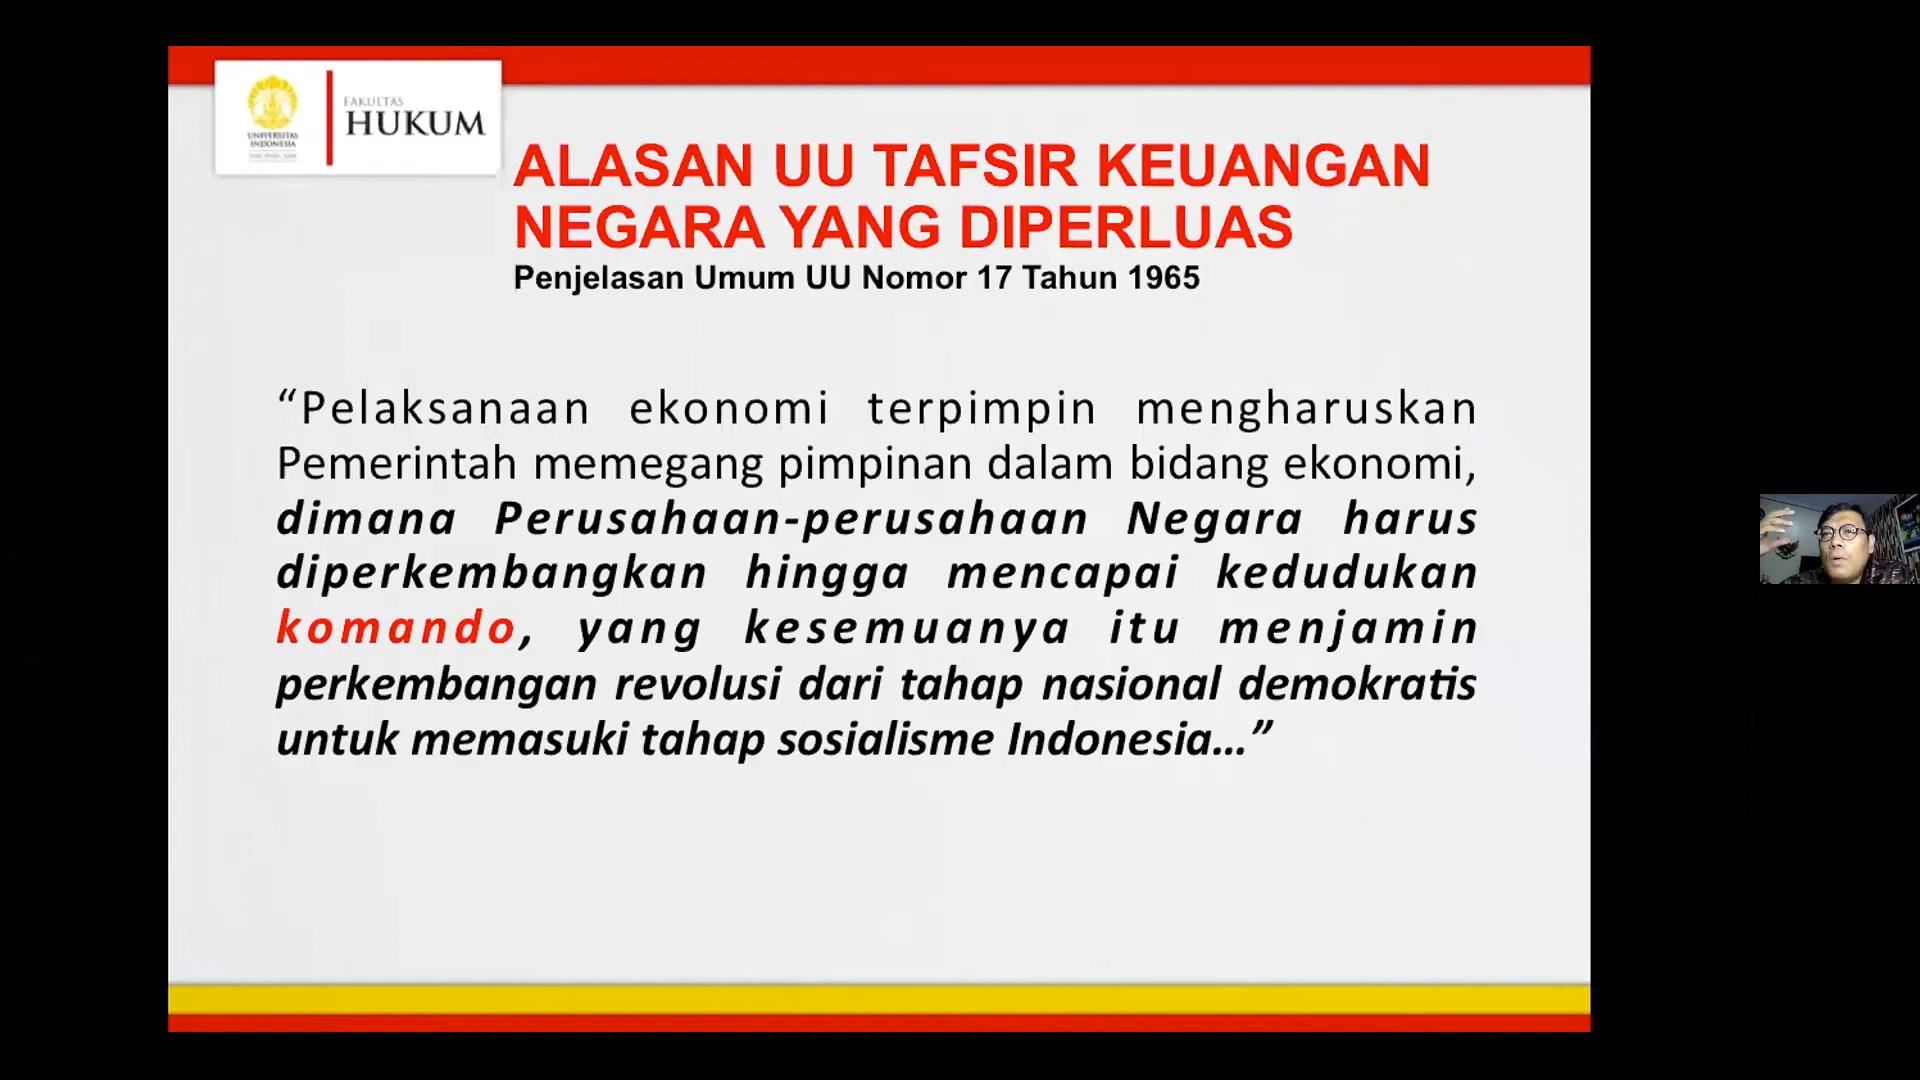 UNIVERSITAS
INDONESIA
FAKULTAS
HUKUM
ALASAN UU TAFSIR KEUANGAN
NEGARA YANG DIPERLUAS
Penjelasan Umum UU Nomor 17 Tahun 1965
“Pelaksanaan ekonomi terpimpin mengharuskan
Pemerintah memegang pimpinan dalam bidang ekonomi,
dimana Perusahaan-perusahaan Negara harus
diperkembangkan hingga mencapai kedudukan
komando, yang kesemuanya itu menjamin
perkembangan revolusi dari tahap nasional demokratis
untuk memasuki tahap sosialisme Indonesia...”